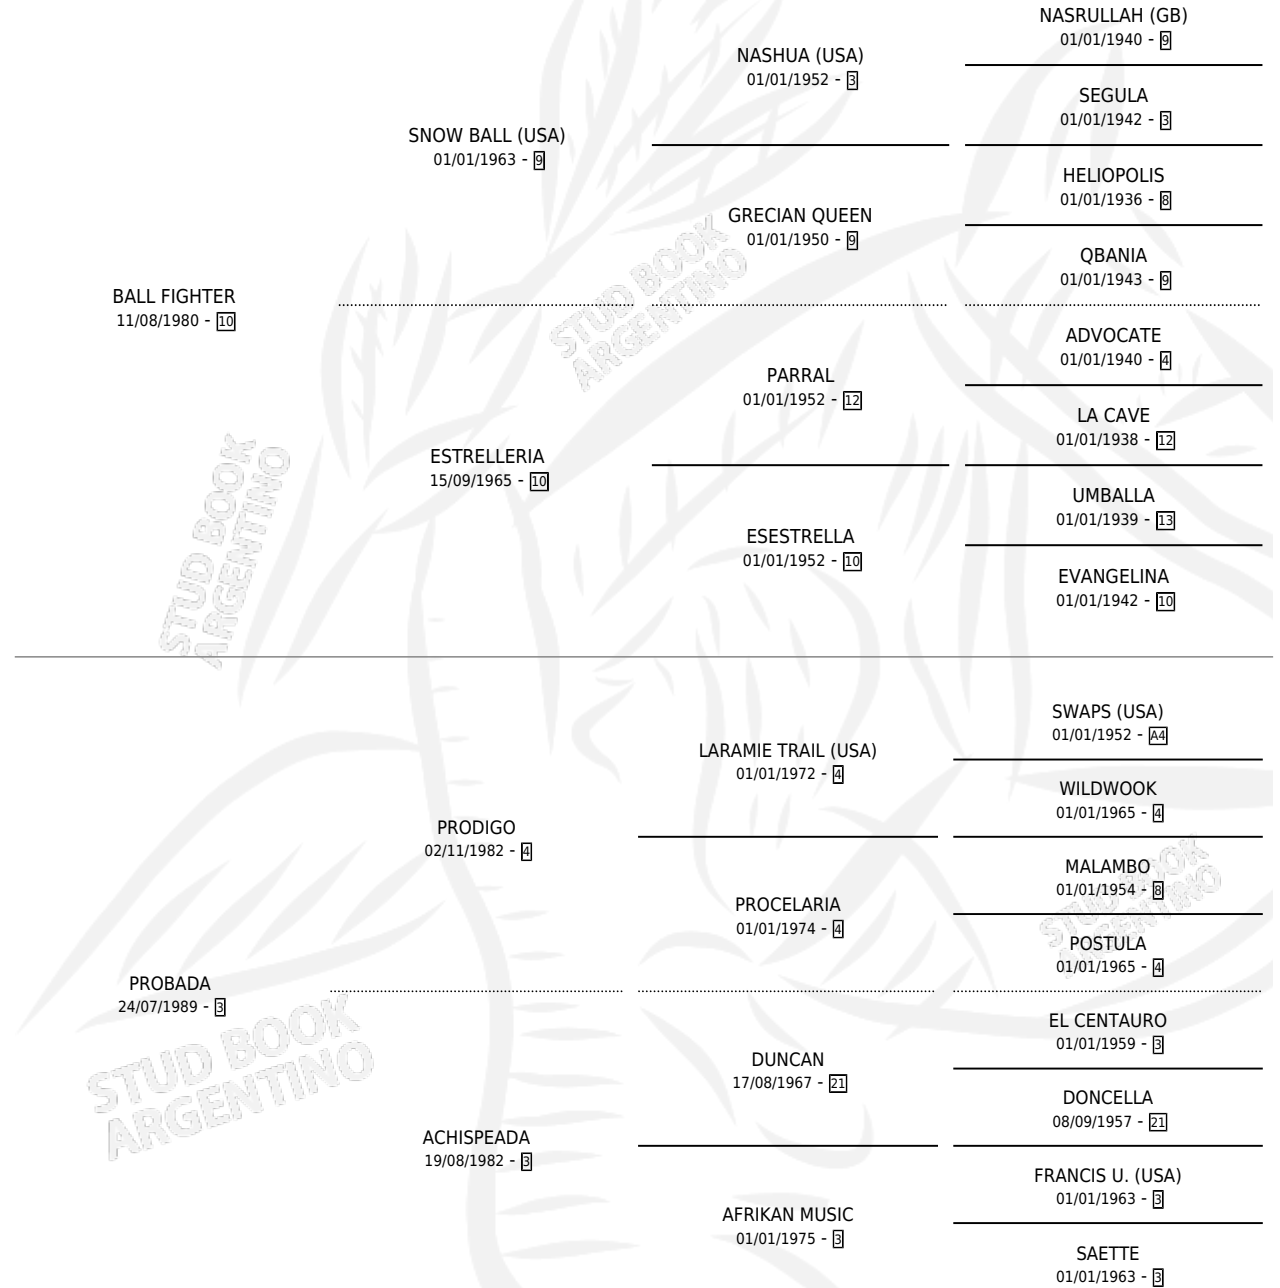 NASRULLAH (GB)
01/01/1940 - 9
NASHUA (USA)
01/01/1952 - 3
SEGULA
01/01/1942 - 3
SNOW BALL (USA)
01/01/1963 - 9
HELIOPOLIS
01/01/1936 - 8
GRECIAN QUEEN
01/01/1950 - 9
QBANIA
01/01/1943 - 9
BALL FIGHTER
11/08/1980 - 10
ADVOCATE
01/01/1940 - 4
PARRAL
01/01/1952 - 12
LA CAVE
01/01/1938 - 12
ESTRELLERIA
15/09/1965 - 10
UMBALLA
01/01/1939 - 13
ESESTRELLA
01/01/1952 - 10
EVANGELINA
01/01/1942 - 10
SWAPS (USA)
01/01/1952 - A4
LARAMIE TRAIL (USA)
01/01/1972 - 4
WILDWOOK
01/01/1965 - 4
PRODIGO
02/11/1982 - 4
MALAMBO
01/01/1954 - 8
PROCELARIA
01/01/1974 - 4
POSTULA
01/01/1965 - 4
PROBADA
24/07/1989 - 3
EL CENTAURO
01/01/1959 - 3
DUNCAN
17/08/1967 - 21
DONCELLA
08/09/1957 - 21
ACHISPEADA
19/08/1982 - 3
FRANCIS U. (USA)
01/01/1963 - 3
AFRIKAN MUSIC
01/01/1975 - 3
SAETTE
01/01/1963 - 3
STUD BOOK
ARGENTINO
STUD BOOK
ARGENTINO
STUD BOOK
ARGENTINO
STUD BOOK
ARGENTINO